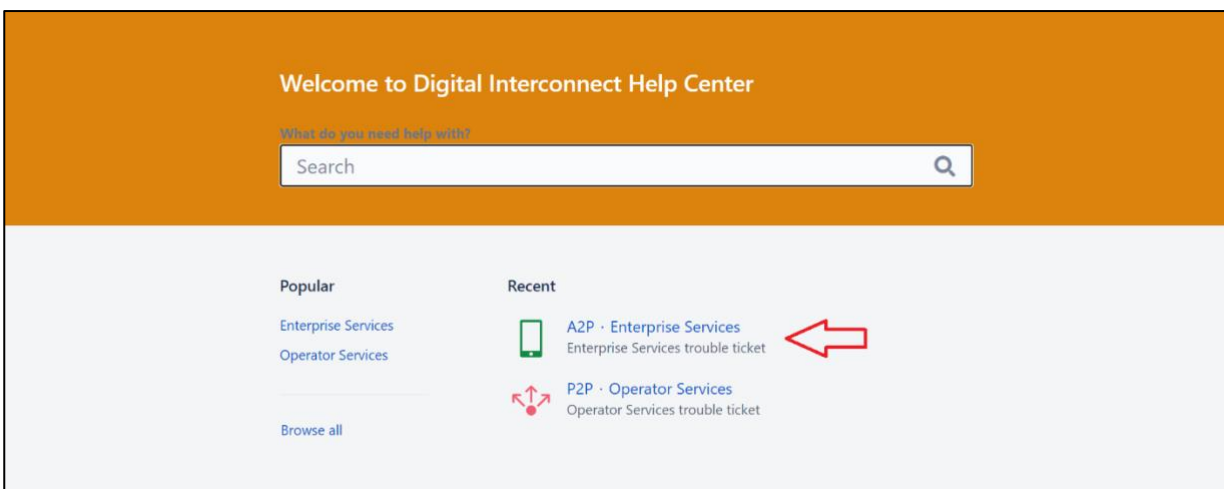 Welcome to Digital Interconnect Help Center
What do you need help with?
Search
Popular
Enterprise Services
Operator Services
Browse all
Recent
A2P · Enterprise Services
Enterprise Services trouble ticket
P2P · Operator Services
Operator Services trouble ticket